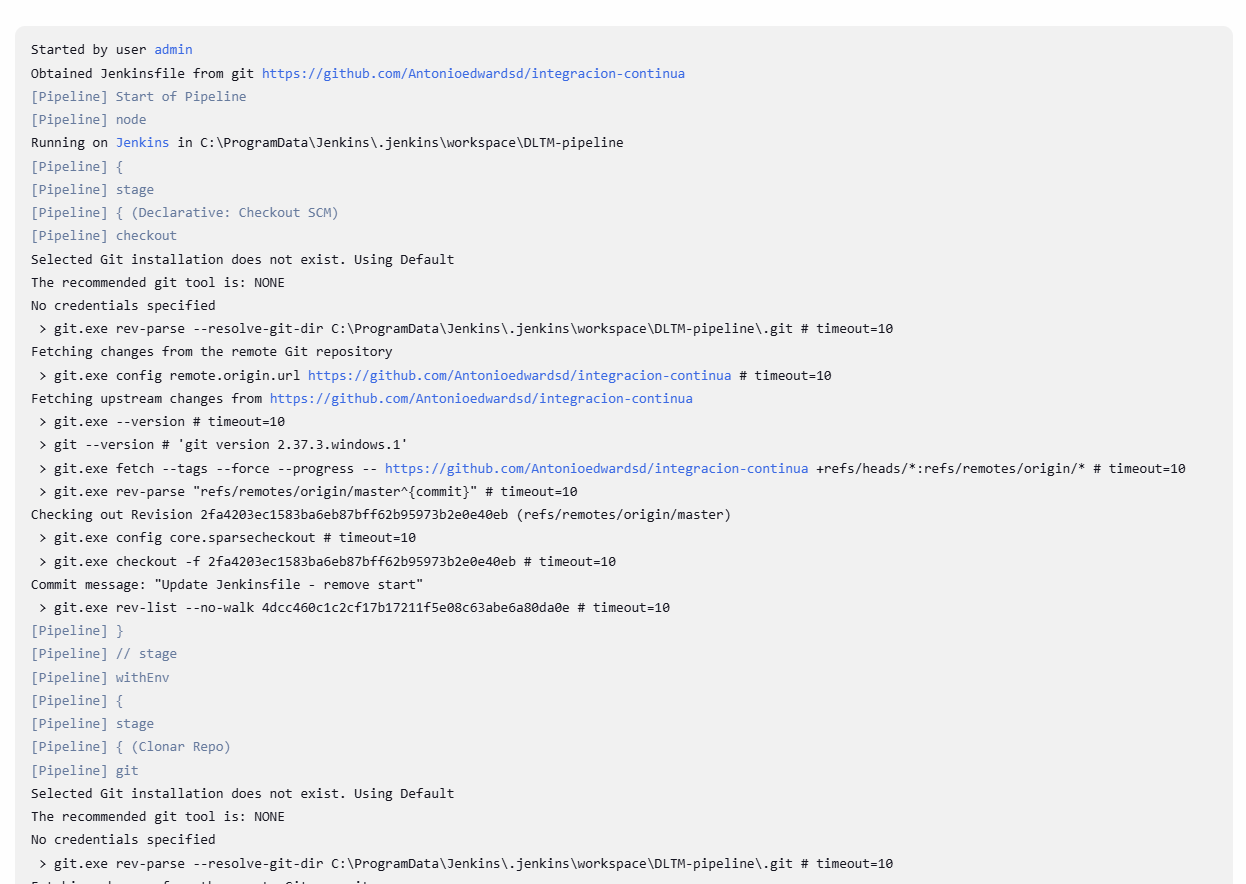 Started by user admin
Obtained Jenkinsfile from git https://github.com/Antonioedwardsd/integracion-continua
[Pipeline] Start of Pipeline
[Pipeline] node
Running on Jenkins in C:\ProgramData\Jenkins\.jenkins\workspace\DLTM-pipeline
[Pipeline] {
[Pipeline] stage
[Pipeline] { (Declarative: Checkout SCM)
[Pipeline] checkout
Selected Git installation does not exist. Using Default
The recommended git tool is: NONE
No credentials specified
 > git.exe rev-parse --resolve-git-dir C:\ProgramData\Jenkins\.jenkins\workspace\DLTM-pipeline\.git # timeout=10
Fetching changes from the remote Git repository
 > git.exe config remote.origin.url https://github.com/Antonioedwardsd/integracion-continua # timeout=10
Fetching upstream changes from https://github.com/Antonioedwardsd/integracion-continua
 > git.exe --version # timeout=10
 > git --version # 'git version 2.37.3.windows.1'
 > git.exe fetch --tags --force --progress -- https://github.com/Antonioedwardsd/integracion-continua +refs/heads/*:refs/remotes/origin/* # timeout=10
 > git.exe rev-parse "refs/remotes/origin/master^{commit}" # timeout=10
Checking out Revision 2fa4203ec1583ba6eb87bff62b95973b2e0e40eb (refs/remotes/origin/master)
 > git.exe config core.sparsecheckout # timeout=10
 > git.exe checkout -f 2fa4203ec1583ba6eb87bff62b95973b2e0e40eb # timeout=10
Commit message: "Update Jenkinsfile - remove start"
 > git.exe rev-list --no-walk 4dcc460c1c2cf17b17211f5e08c63abe6a80da0e # timeout=10
[Pipeline] }
[Pipeline] // stage
[Pipeline] withEnv
[Pipeline] {
[Pipeline] stage
[Pipeline] { (Clonar Repo)
[Pipeline] git
Selected Git installation does not exist. Using Default
The recommended git tool is: NONE
No credentials specified
 > git.exe rev-parse --resolve-git-dir C:\ProgramData\Jenkins\.jenkins\workspace\DLTM-pipeline\.git # timeout=10